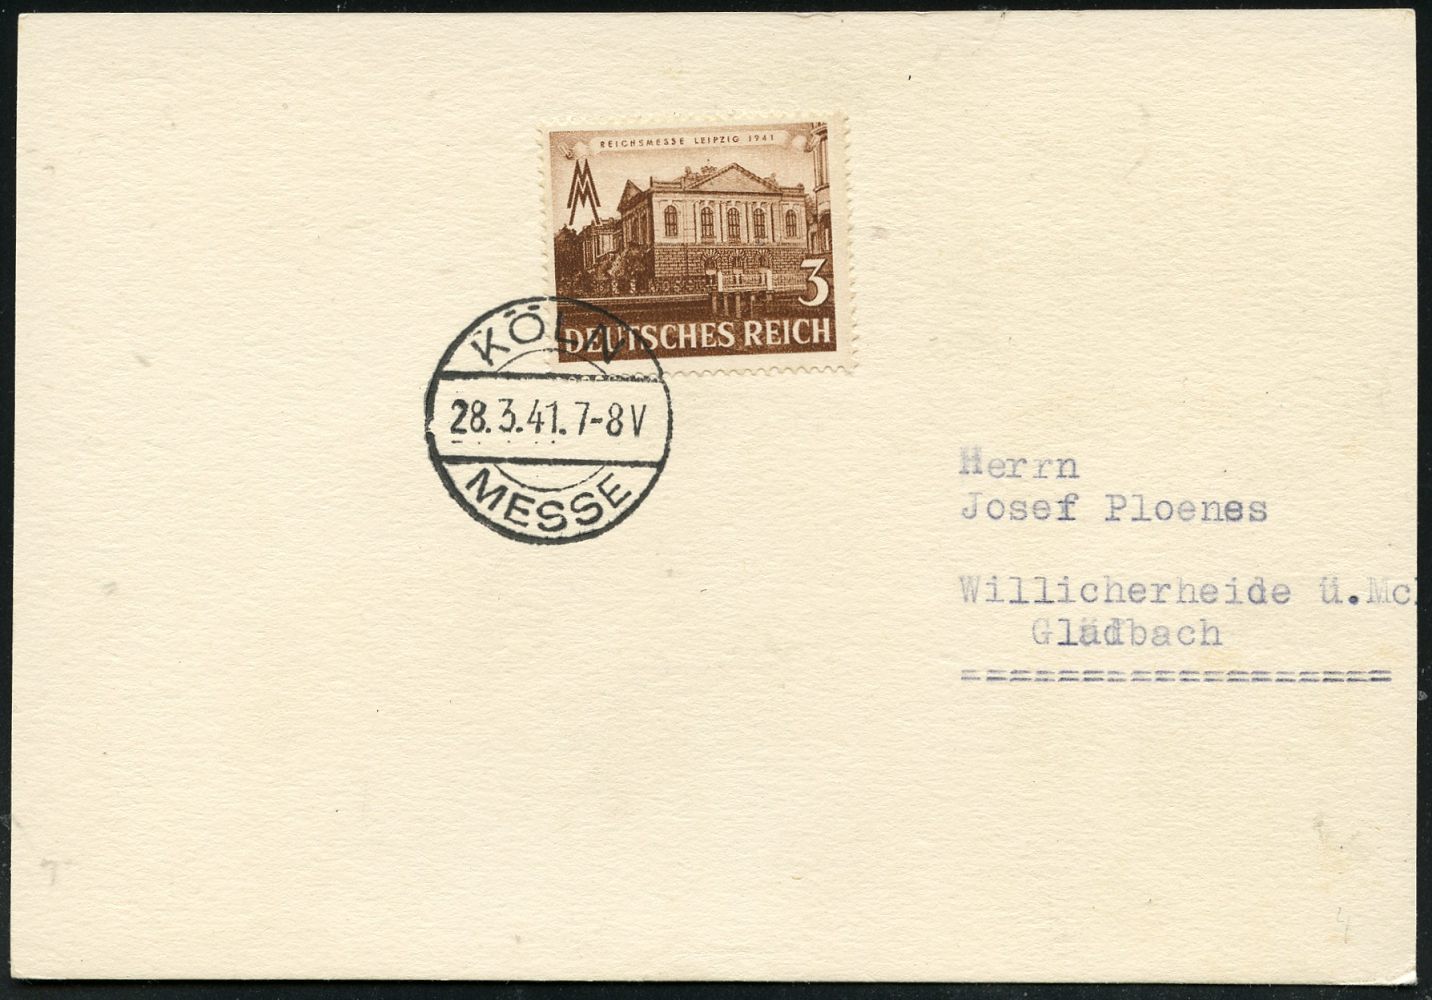 REICHSMESSE LEIPZIG 1941
3
DEUTSCHES REICH
KÖLN
28.3.41.7-8V
MESSE
Herrn
Josef Ploenes
Willicherheide ü.Mc
Gladbach
==================